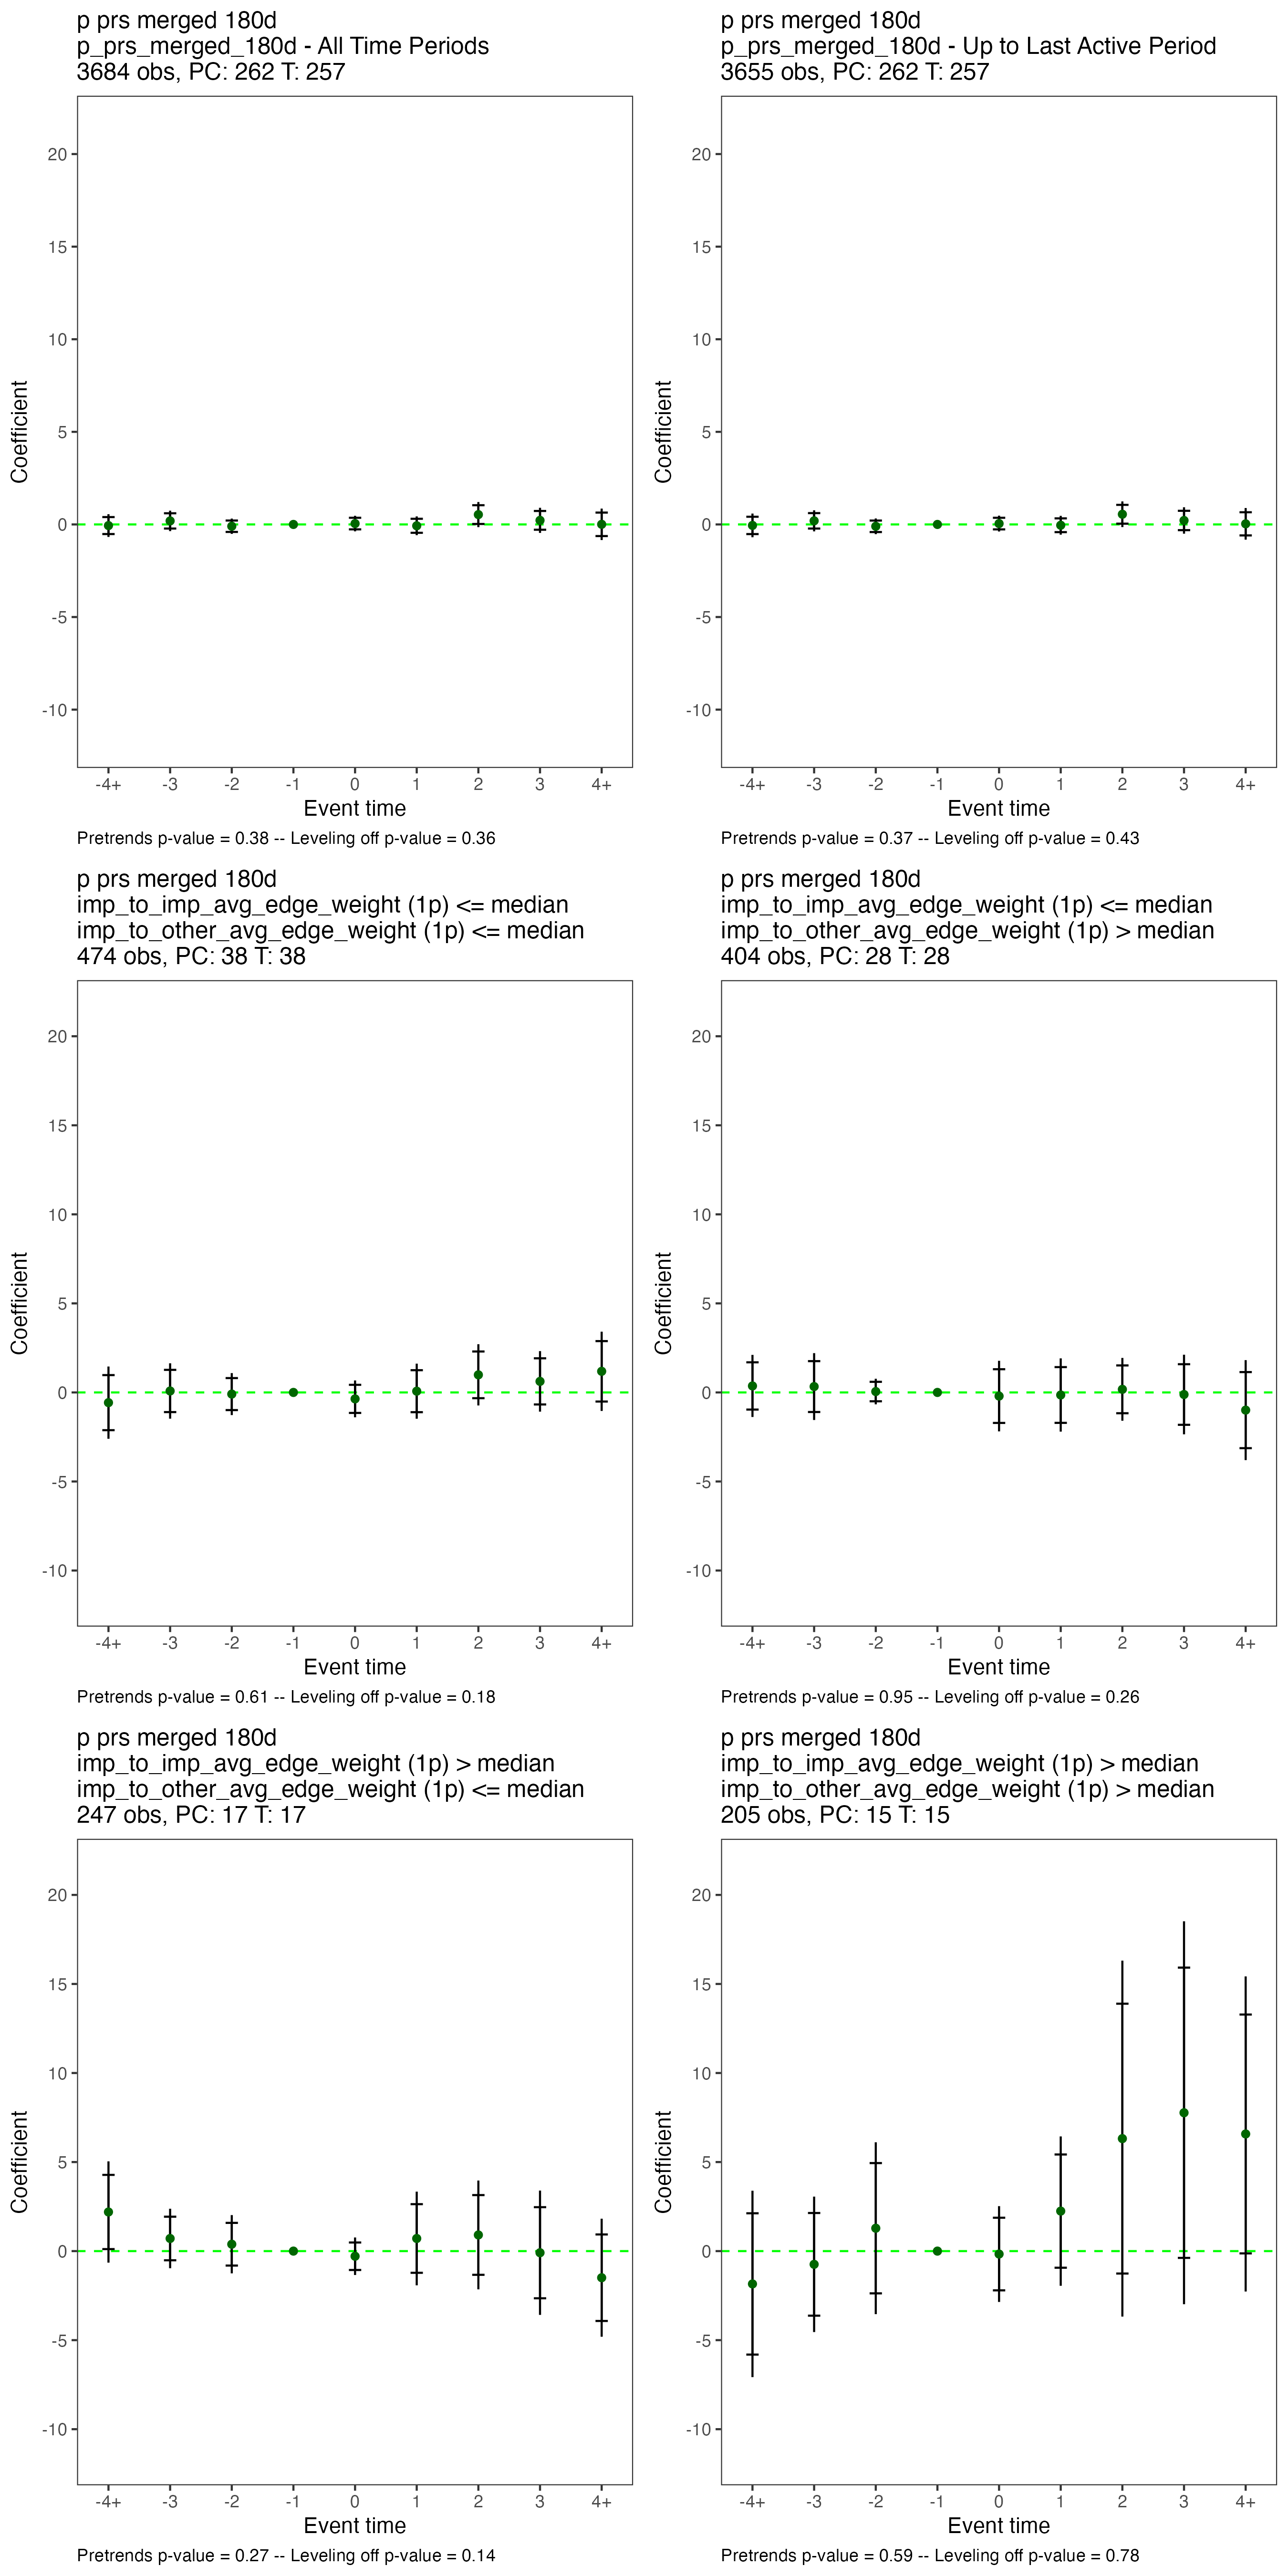 p prs merged 180d
p_prs_merged_180d - All Time Periods
3684 obs, PC: 262 T: 257
20
15
10
5
0
-5
-10
Coefficient
-4+ -3 -2 -1 0 1 2 3 4+
Event time
Pretrends p-value = 0.38 -- Leveling off p-value = 0.36
p prs merged 180d
p_prs_merged_180d - Up to Last Active Period
3655 obs, PC: 262 T: 257
20
15
10
5
0
-5
-10
Coefficient
-4+ -3 -2 -1 0 1 2 3 4+
Event time
Pretrends p-value = 0.37 -- Leveling off p-value = 0.43
p prs merged 180d
imp_to_imp_avg_edge_weight (1p) <= median
imp_to_other_avg_edge_weight (1p) <= median
474 obs, PC: 38 T: 38
20
15
10
5
0
-5
-10
Coefficient
-4+ -3 -2 -1 0 1 2 3 4+
Event time
Pretrends p-value = 0.61 -- Leveling off p-value = 0.18
p prs merged 180d
imp_to_imp_avg_edge_weight (1p) <= median
imp_to_other_avg_edge_weight (1p) > median
404 obs, PC: 28 T: 28
20
15
10
5
0
-5
-10
Coefficient
-4+ -3 -2 -1 0 1 2 3 4+
Event time
Pretrends p-value = 0.95 -- Leveling off p-value = 0.26
p prs merged 180d
imp_to_imp_avg_edge_weight (1p) > median
imp_to_other_avg_edge_weight (1p) <= median
247 obs, PC: 17 T: 17
20
15
10
5
0
-5
-10
Coefficient
-4+ -3 -2 -1 0 1 2 3 4+
Event time
Pretrends p-value = 0.27 -- Leveling off p-value = 0.14
p prs merged 180d
imp_to_imp_avg_edge_weight (1p) > median
imp_to_other_avg_edge_weight (1p) > median
205 obs, PC: 15 T: 15
20
15
10
5
0
-5
-10
Coefficient
-4+ -3 -2 -1 0 1 2 3 4+
Event time
Pretrends p-value = 0.59 -- Leveling off p-value = 0.78